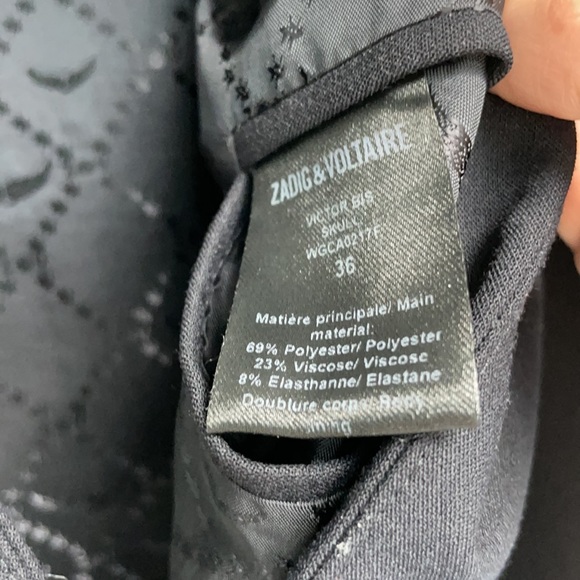 ZADIG & VOLTAIRE
VICTOR BIS
SKULL
WGCA0217F
36
Matière principale/ Main
material:
69% Polyester/ Polyester
23% Viscose/ Viscose
8% Elasthanne/ Elastane
Doublure corps/ Body
lining